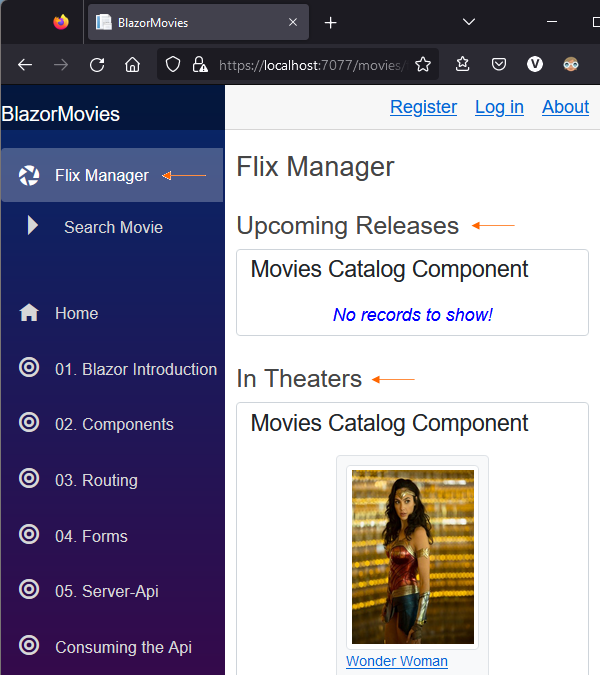 BlazorMovies
https://localhost:7077/movies/
BlazorMovies
Register Log in About
Flix Manager
Search Movie
Home
01. Blazor Introduction
02. Components
03. Routing
04. Forms
05. Server-Api
Consuming the Api
Flix Manager
Upcoming Releases
Movies Catalog Component
No records to show!
In Theaters
Movies Catalog Component
Wonder Woman